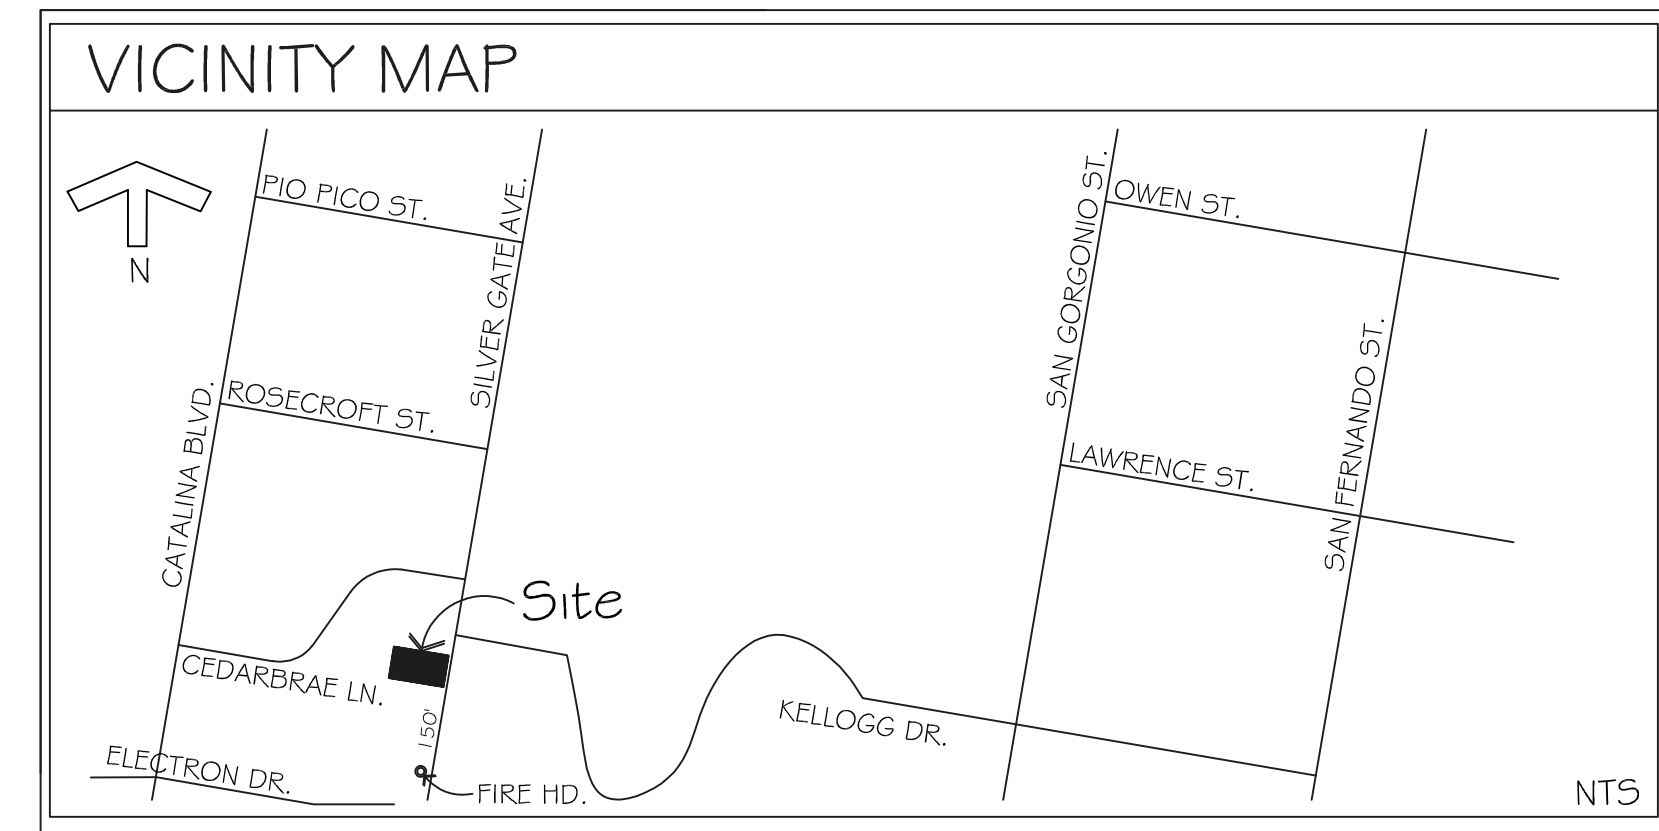 VICINITY MAP
N
PIO PICO ST.
SILVER GATE AVE.
SAN GORGONIO ST.
OWEN ST.
CATALINA BLVD.
ROSECROFT ST.
SAN FERNANDO ST.
LAWRENCE ST.
Site
CEDARBRAE LN.
150'
KELLOGG DR.
ELECTRON DR.
FIRE HD.
NTS